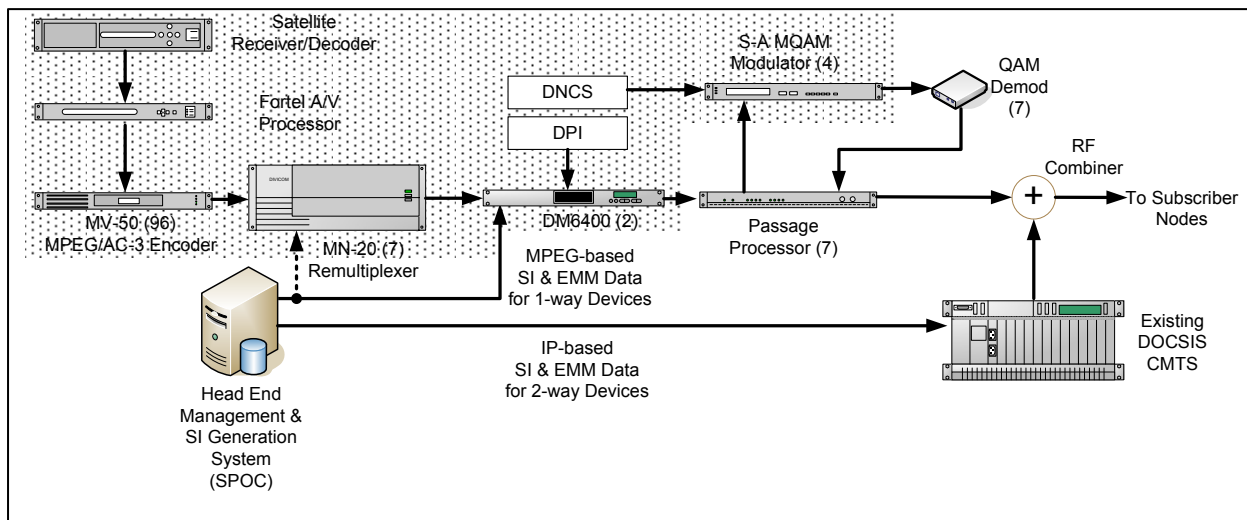 Satellite
Receiver/Decoder
Fortel A/V
Processor
DIVICOM
MV-50 (96)
MPEG/AC-3 Encoder
MN-20 (7)
Remultiplexer
DNCS
DPI
DM6400 (2)
S-A MQAM
Modulator (4)
QAM
Demod
(7)
Passage
Processor (7)
RF
Combiner
+
To Subscriber
Nodes
MPEG-based
SI & EMM Data
for 1-way Devices
IP-based
SI & EMM Data
for 2-way Devices
Head End
Management &
SI Generation
System
(SPOC)
Existing
DOCSIS
CMTS